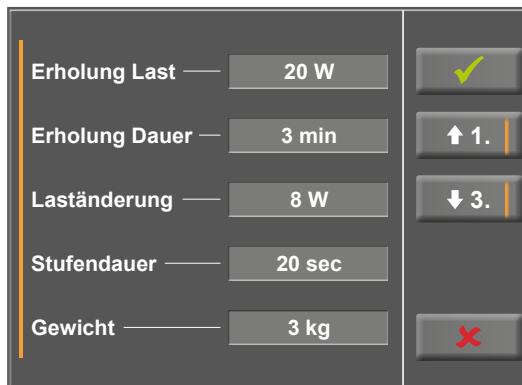 Erholung Last 20 W
Erholung Dauer 3 min
1.
Laständerung 8 W
3.
Stufendauer 20 sec
Gewicht 3 kg